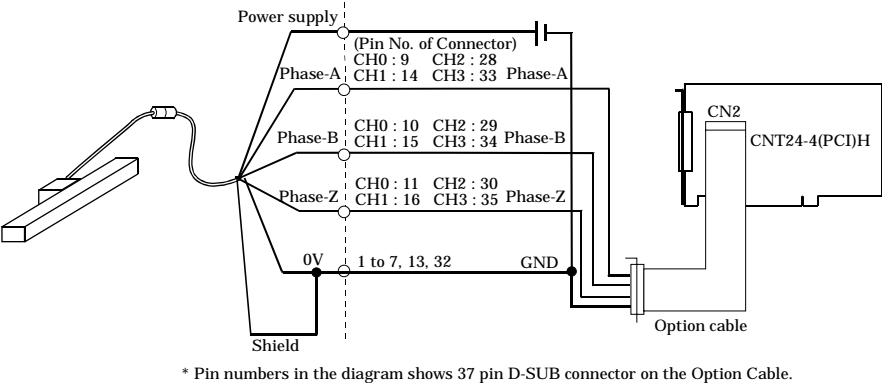 Power supply
(Pin No. of Connector)
CH0 : 9 CH2 : 28
Phase-A CH1 : 14 CH3 : 33 Phase-A
CN2
CNT24-4(PCI)H
CH0 : 10 CH2 : 29
Phase-B CH1 : 15 CH3 : 34 Phase-B
CH0 : 11 CH2 : 30
Phase-Z CH1 : 16 CH3 : 35 Phase-Z
0V 1 to 7, 13, 32 GND
Option cable
Shield
* Pin numbers in the diagram shows 37 pin D-SUB connector on the Option Cable.